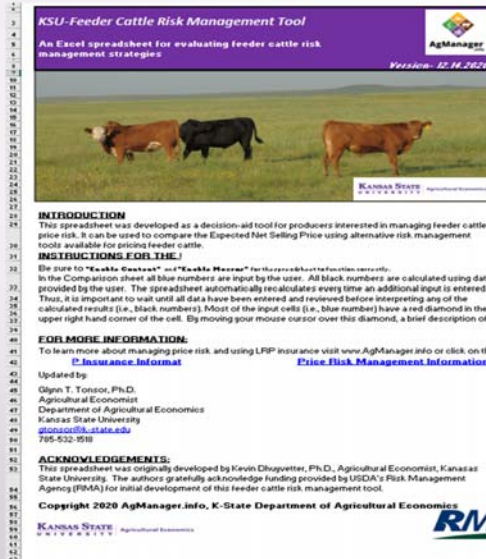 KSU-Feeder Cattle Risk Management Tool
An Excel spreadsheet for evaluating feeder cattle risk
management strategies
AgManager
.info
Version- 12.14.2020
KANSAS STATE
UNIVERSITY
Agricultural Economics
INTRODUCTION
This spreadsheet was developed as a decision-aid tool for producers interested in managing feeder cattle
price risk. It can be used to compare the Expected Net Selling Price using alternative risk management
tools available for pricing feeder cattle.
INSTRUCTIONS FOR THE
Be sure to "Enable Content" and "Enable Macros" for the spreadsheet to function correctly.
In the Comparison sheet all blue numbers are input by the user. All black numbers are calculated using dat
provided by the user. The spreadsheet automatically recalculates every time an additional input is entered
Thus, it is important to wait until all data have been entered and reviewed before interpreting any of the
calculated results (i.e., black numbers). Most of the input cells (i.e., blue number) have a red diamond in the
upper right hand corner of the cell. By moving your mouse cursor over this diamond, a brief description of
FOR MORE INFORMATION:
To learn more about managing price risk and using LRP insurance visit www.AgManager.info or click on th
P Insurance Informat Price Risk Management Information
Updated by:
Glynn T. Tonsor, Ph.D.
Agricultural Economist
Department of Agricultural Economics
Kansas State University
gtonsor@k-state.edu
785-532-1518
ACKNOWLEDGEMENTS:
This spreadsheet was originally developed by Kevin Dhuyvetter, Ph.D., Agricultural Economist, Kanasas
State University. The authors gratefully acknowledge funding provided by USDA's Risk Management
Agency (RMA) for initial development of this feeder cattle risk management tool.
Copyright 2020 AgManager.info, K-State Department of Agricultural Economics
KANSAS STATE
UNIVERSITY
Agricultural Economics
RM